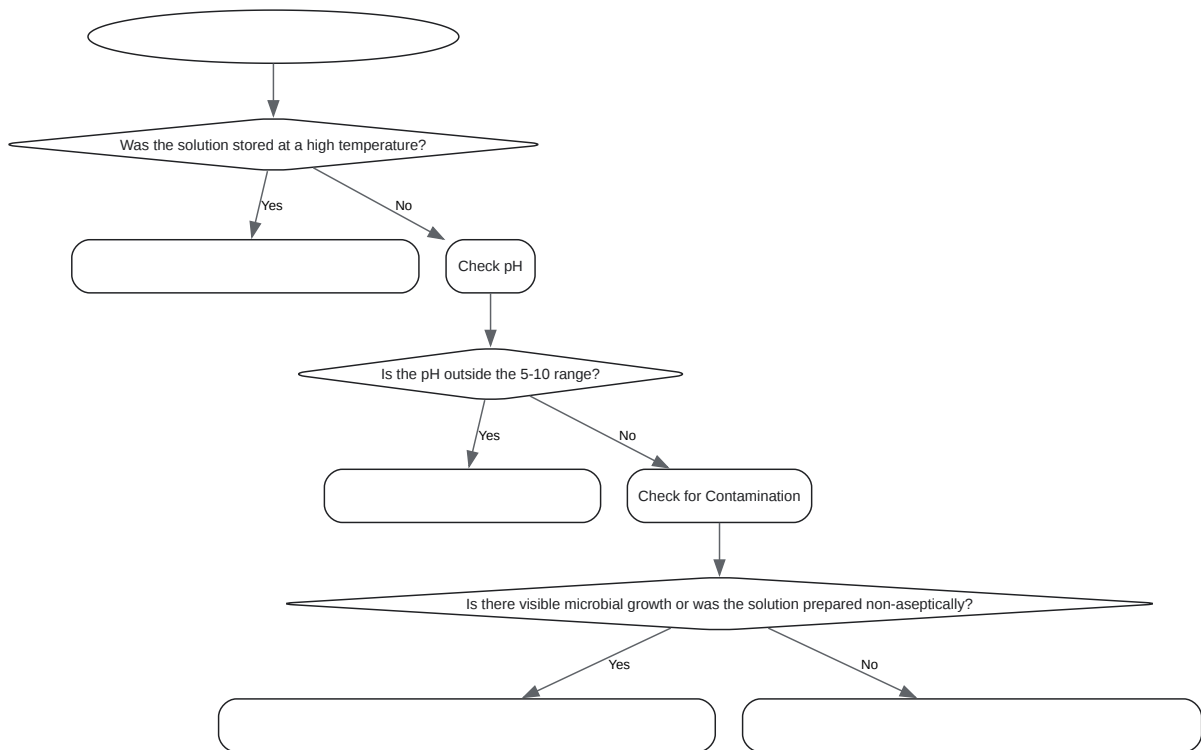 Was the solution stored at a high temperature?
Yes
No
Check pH
Is the pH outside the 5-10 range?
Yes
No
Check for Contamination
Is there visible microbial growth or was the solution prepared non-aseptically?
Yes
No